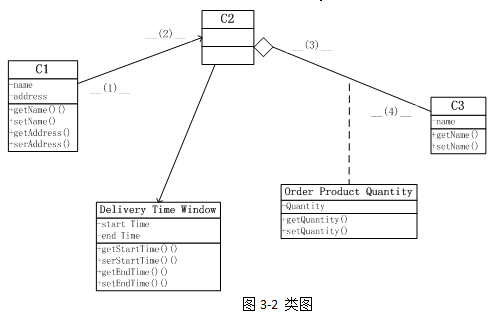 C2
__(2)__
__(3)__
C1
-name
-address
+getName()()
+setName()
+getAddress()
+serAddress()
__(1)__
__(4)__
C3
-name
+getName()
+setName()
Order Product Quantity
-Quantity
+getQuantity()
+setQuantity()
Delivery Time Window
-start Time
-end Time
+getStartTime()()
+serStartTime()()
+getEndTime()()
+setEndTime()()
图 3-2 类图